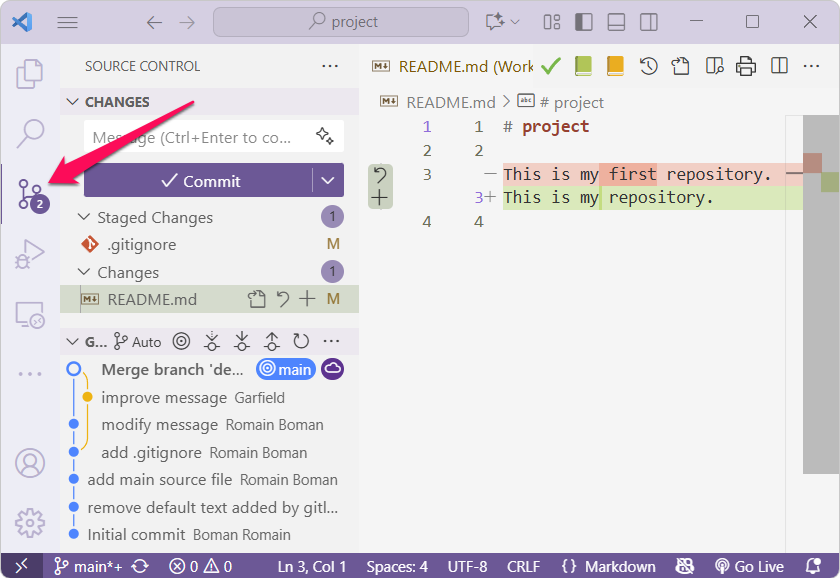 project
SOURCE CONTROL
CHANGES
Message (Ctrl+Enter to co...
Commit
Staged Changes 1
.gitignore M
Changes 1
README.md M
G... Auto
Merge branch 'de... main
improve message Garfield
modify message Romain Boman
add .gitignore Romain Boman
add main source file Romain Boman
remove default text added by gitl...
Initial commit Boman Romain
2
README.md (Work
README.md > # project
1 1 # project
2 2
3 — This is my first repository.
3+ This is my repository.
4 4
main*+ 0 0 Ln 3, Col 1 Spaces: 4 UTF-8 CRLF {} Markdown Go Live